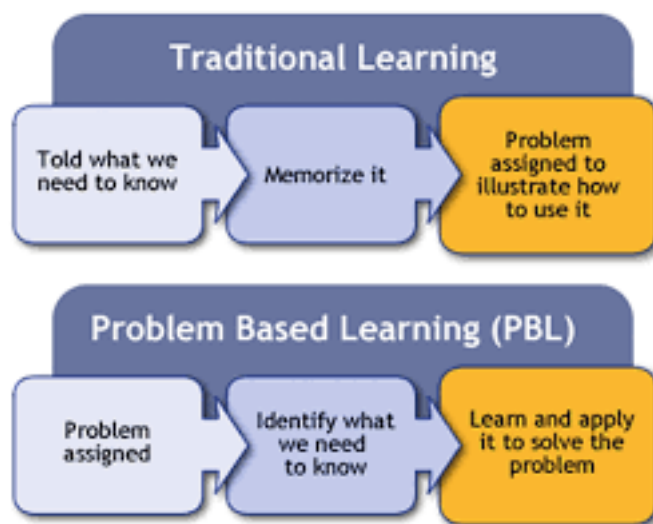 Traditional Learning
Told what we
need to know
Memorize it
Problem
assigned to
illustrate how
to use it
Problem Based Learning (PBL)
Problem
assigned
Identify what
we need
to know
Learn and apply
it to solve the
problem